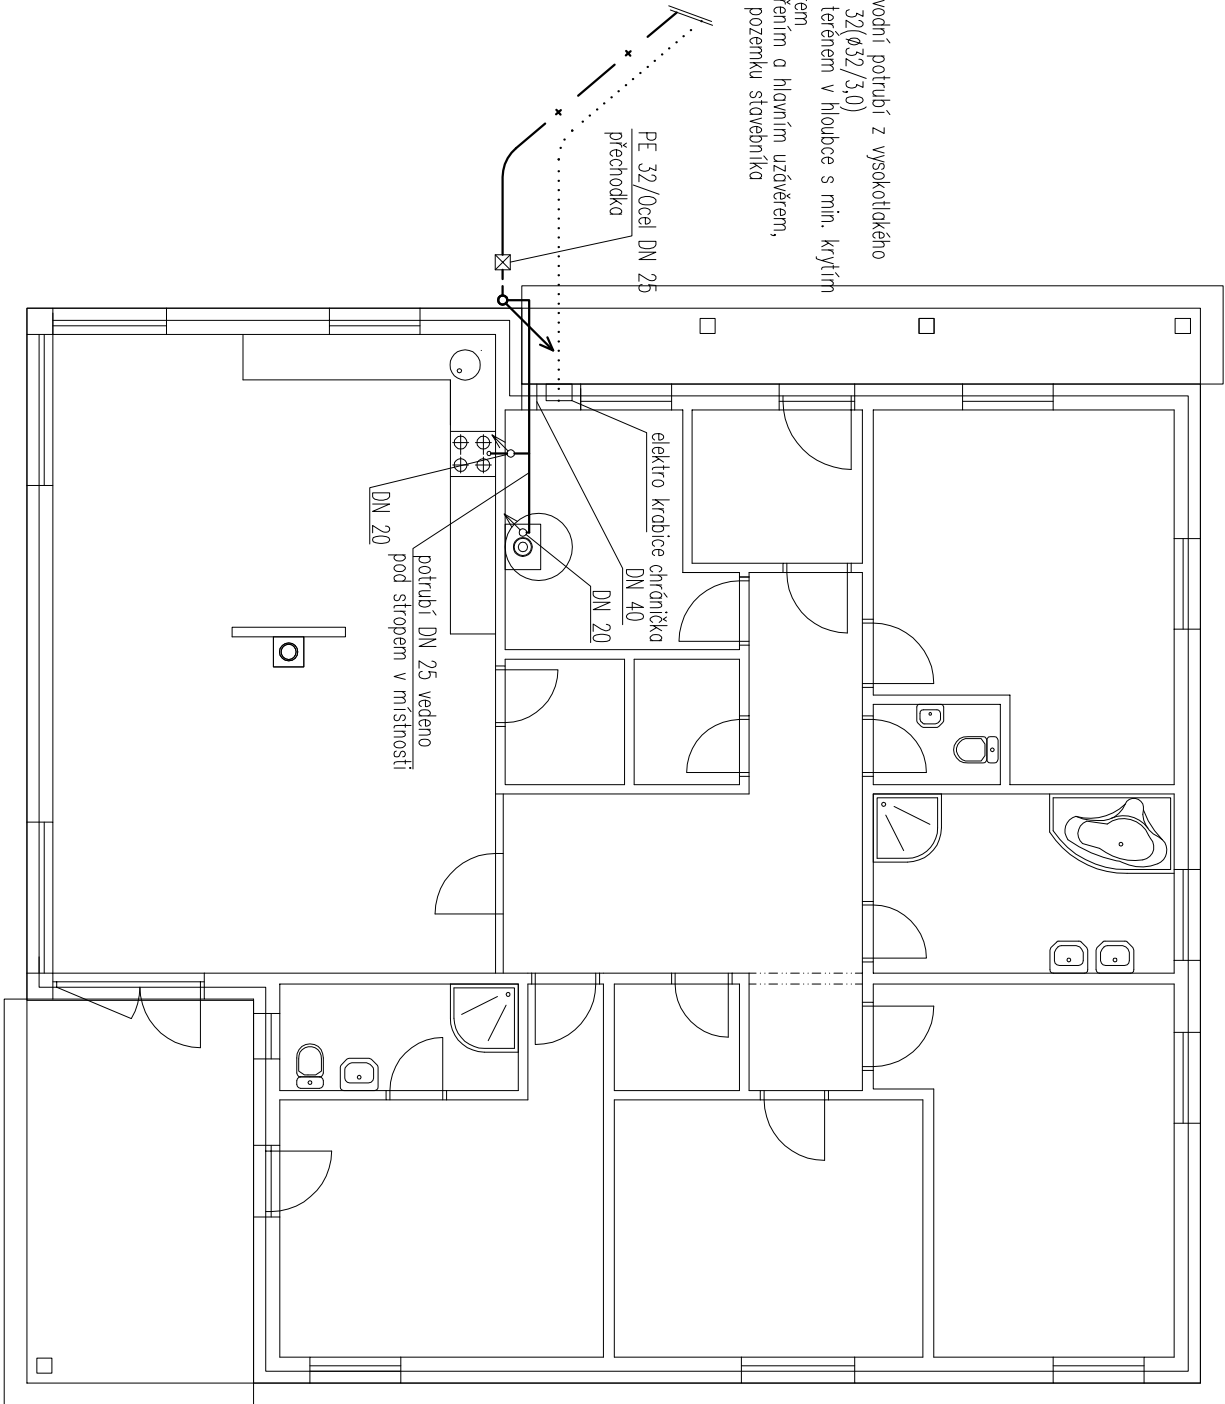 vodní potrubí z vysokotlakého
32(ø32/3,0)
terénem v hloubce s min. krytím
řením a hlavním uzávěrem,
pozemku stavebníka
PE 32/Ocel DN 25
přechodka
elektro krabice chránička
DN 40
DN 20
potrubí DN 25 vedeno
pod stropem v místnosti
DN 20